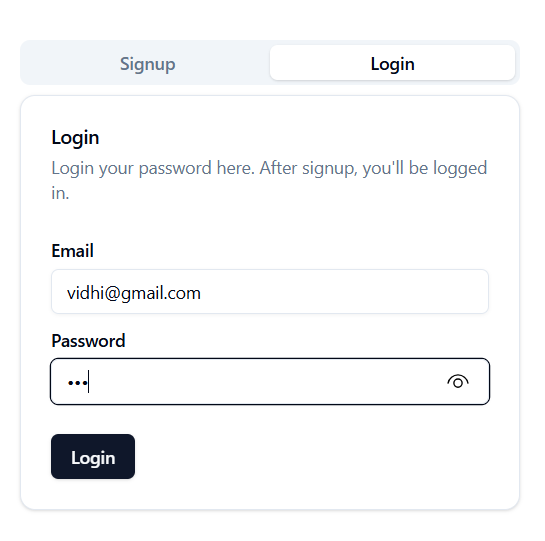 Signup
Login
Login
Login your password here. After signup, you'll be logged
in.
Email
vidhi@gmail.com
Password
•••
Login